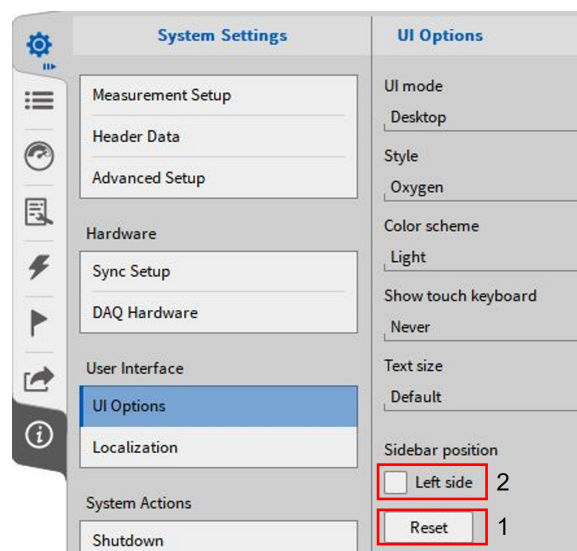 System Settings
Measurement Setup
Header Data
Advanced Setup
Hardware
Sync Setup
DAQ Hardware
User Interface
UI Options
Localization
System Actions
Shutdown
UI Options
UI mode
Desktop
Style
Oxygen
Color scheme
Light
Show touch keyboard
Never
Text size
Default
Sidebar position
Left side 2
Reset 1